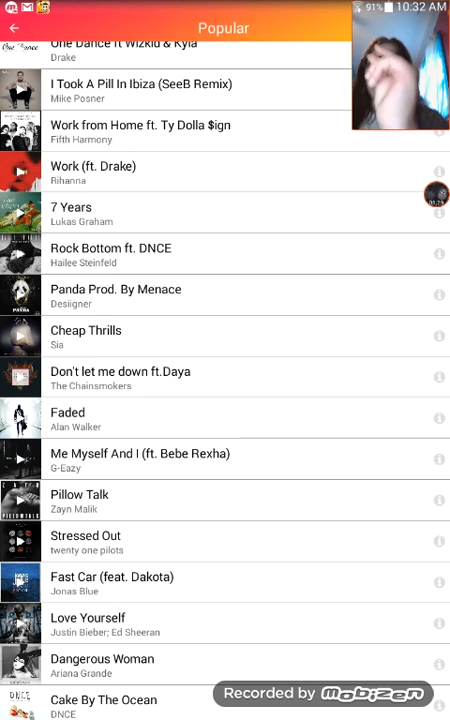 91% 10:32 AM
Popular
One Dance ft Wizkid & Kyla
Drake
I Took A Pill In Ibiza (SeeB Remix)
Mike Posner
Work from Home ft. Ty Dolla $ign
Fifth Harmony
Work (ft. Drake)
Rihanna
7 Years
Lukas Graham
Rock Bottom ft. DNCE
Hailee Steinfeld
Panda Prod. By Menace
Desiigner
PANDA
Cheap Thrills
Sia
Don't let me down ft.Daya
The Chainsmokers
Faded
Alan Walker
Me Myself And I (ft. Bebe Rexha)
G-Eazy
Pillow Talk
Zayn Malik
ZAYN
PILLOWTALK
Stressed Out
twenty one pilots
Fast Car (feat. Dakota)
Jonas Blue
Love Yourself
Justin Bieber; Ed Sheeran
Dangerous Woman
Ariana Grande
Cake By The Ocean
DNCE
DNCE
Recorded by Mobizen